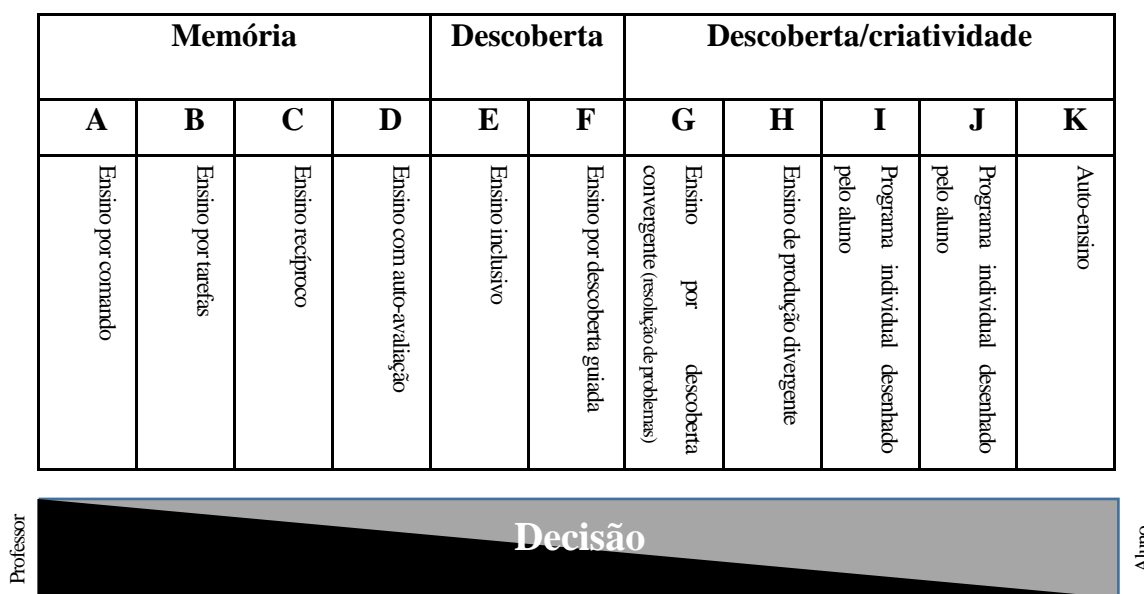 Memória
Descoberta
Descoberta/criatividade
A
B
C
D
E
F
G
H
I
J
K
Ensino por comando
Ensino por tarefas
Ensino recíproco
Ensino com auto-avaliação
Ensino inclusivo
Ensino por descoberta guiada
Ensino por descoberta
convergente (resolução de problemas)
Ensino de produção divergente
Programa individual desenhado
pelo aluno
Programa individual desenhado
pelo aluno
Auto-ensino
Professor
Decisão
Aluno